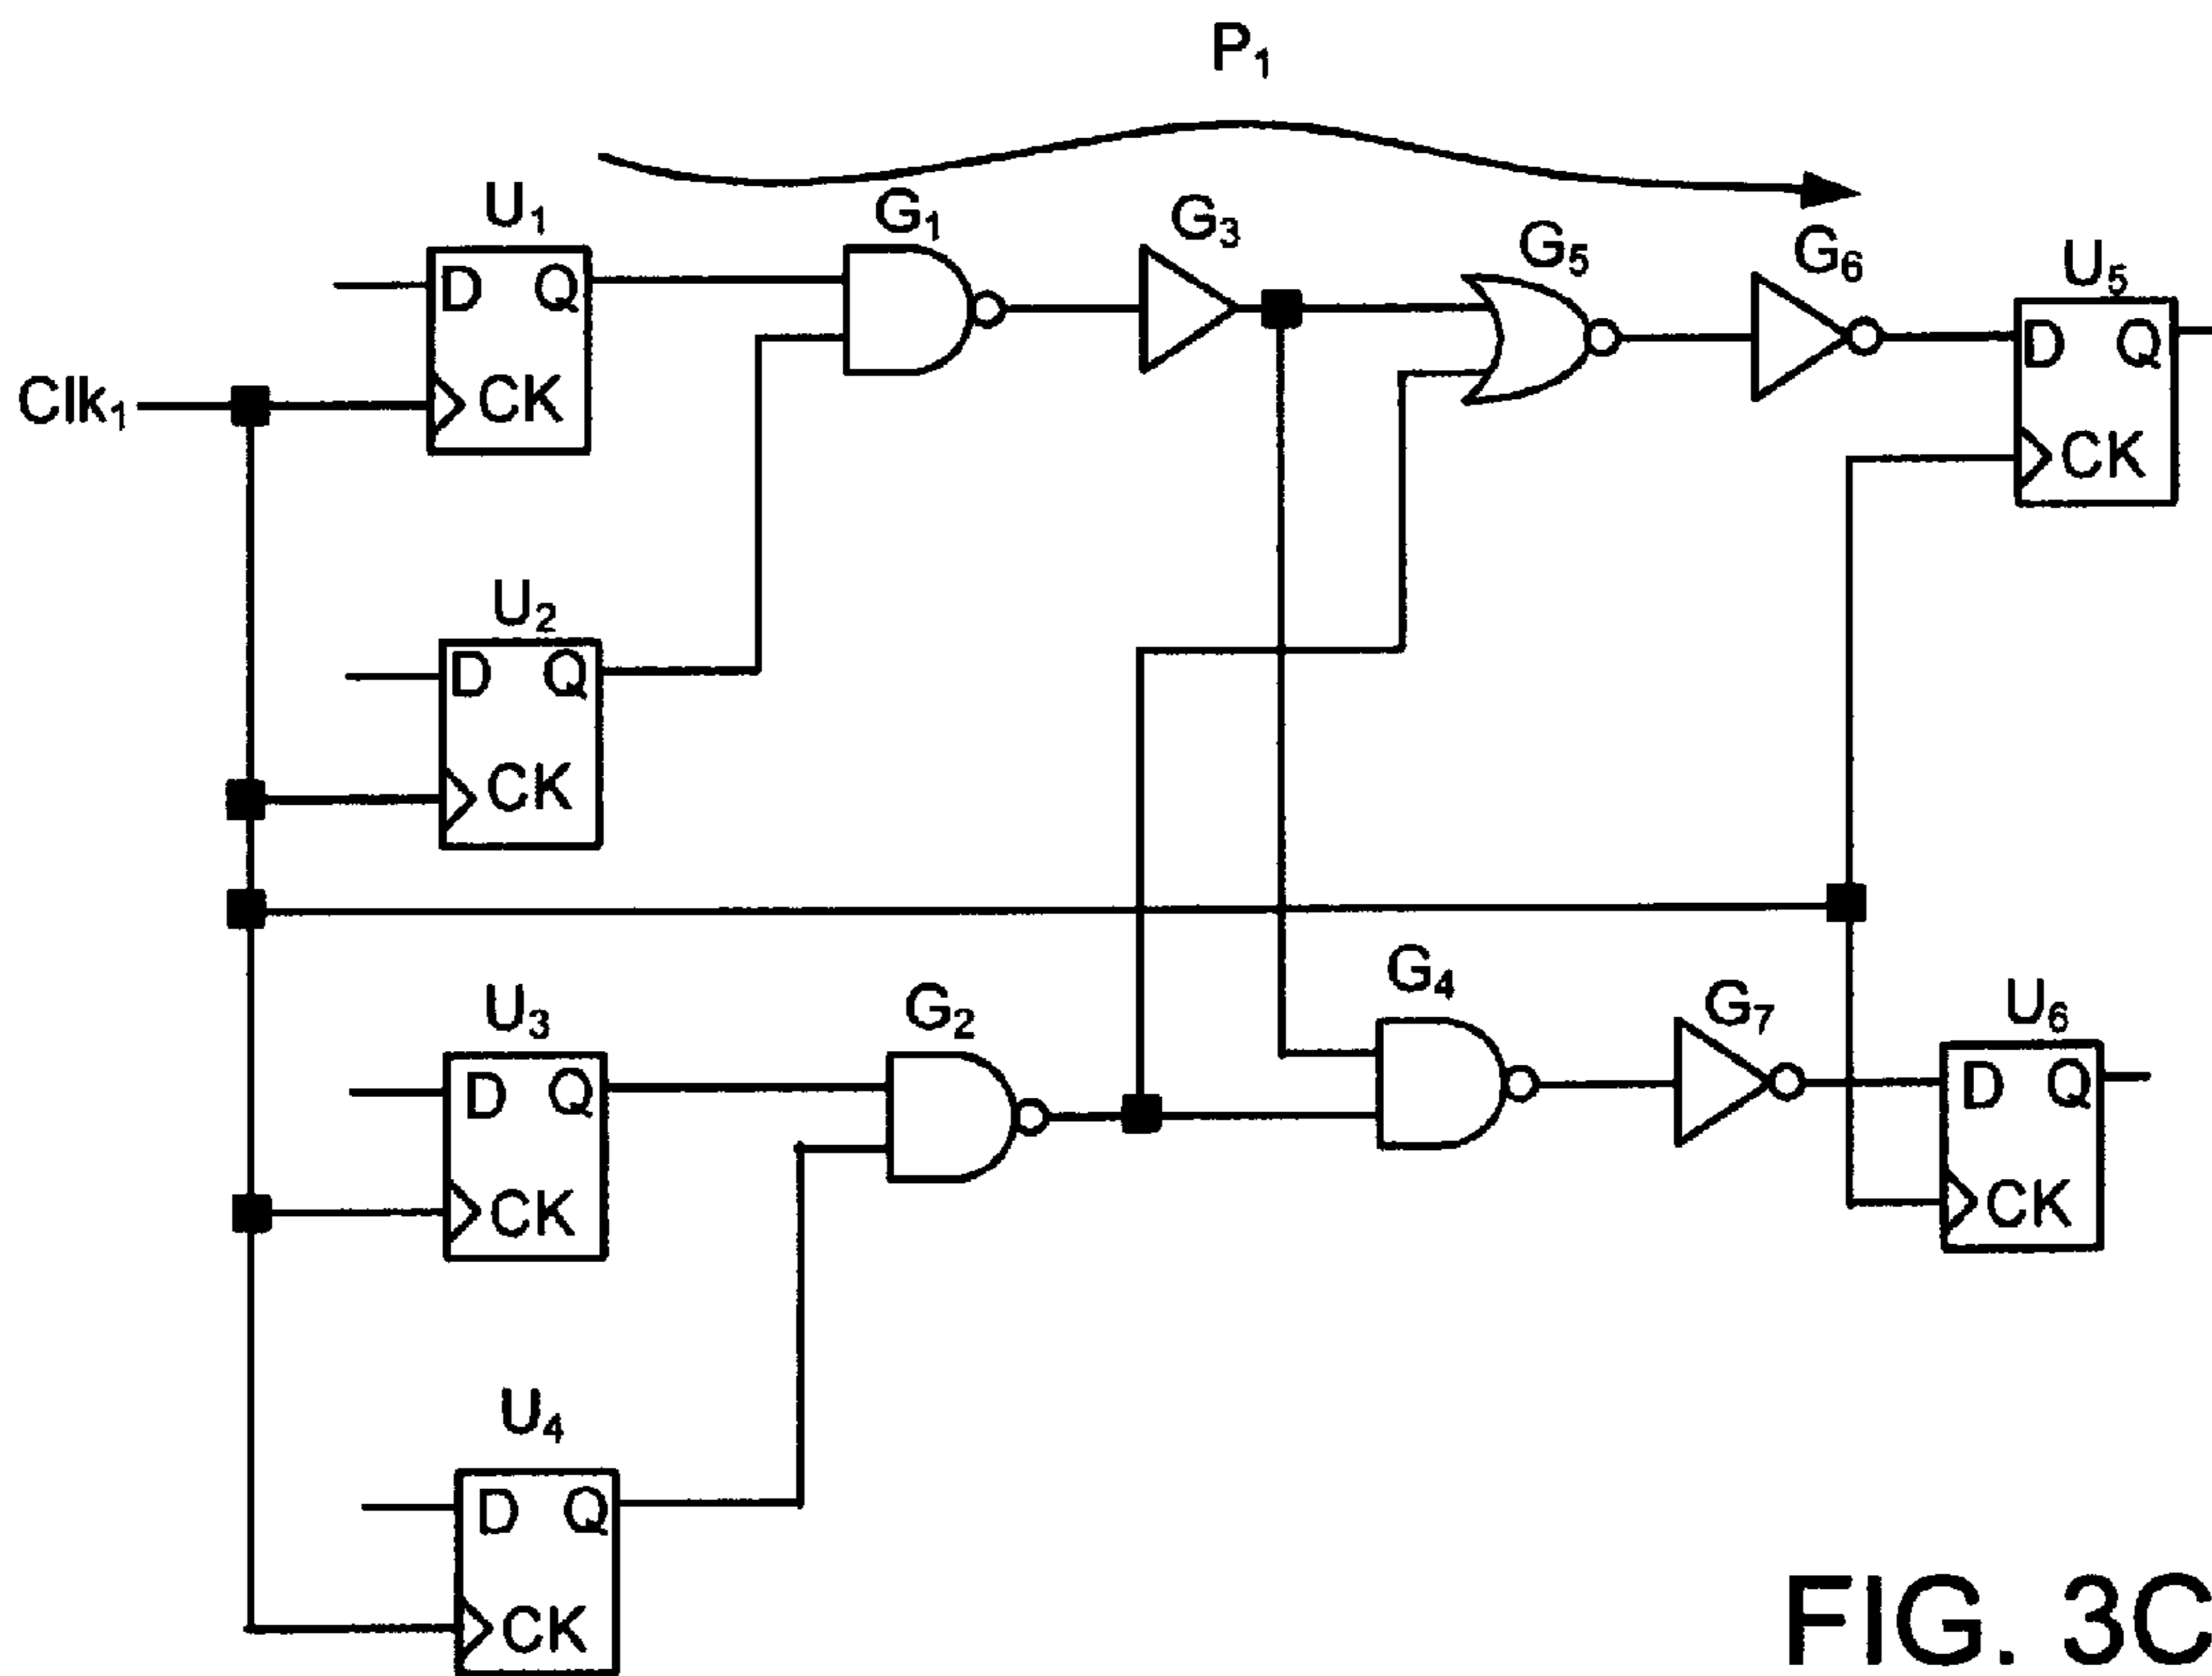 P₁
U₁
G₁
G₃
G₅
G₆
U₅
D Q
CK
Clk₁
D Q
CK
U₂
D Q
CK
U₃
D Q
CK
G₂
G₄
G₇
U₆
D Q
CK
U₄
D Q
CK
FIG. 3C